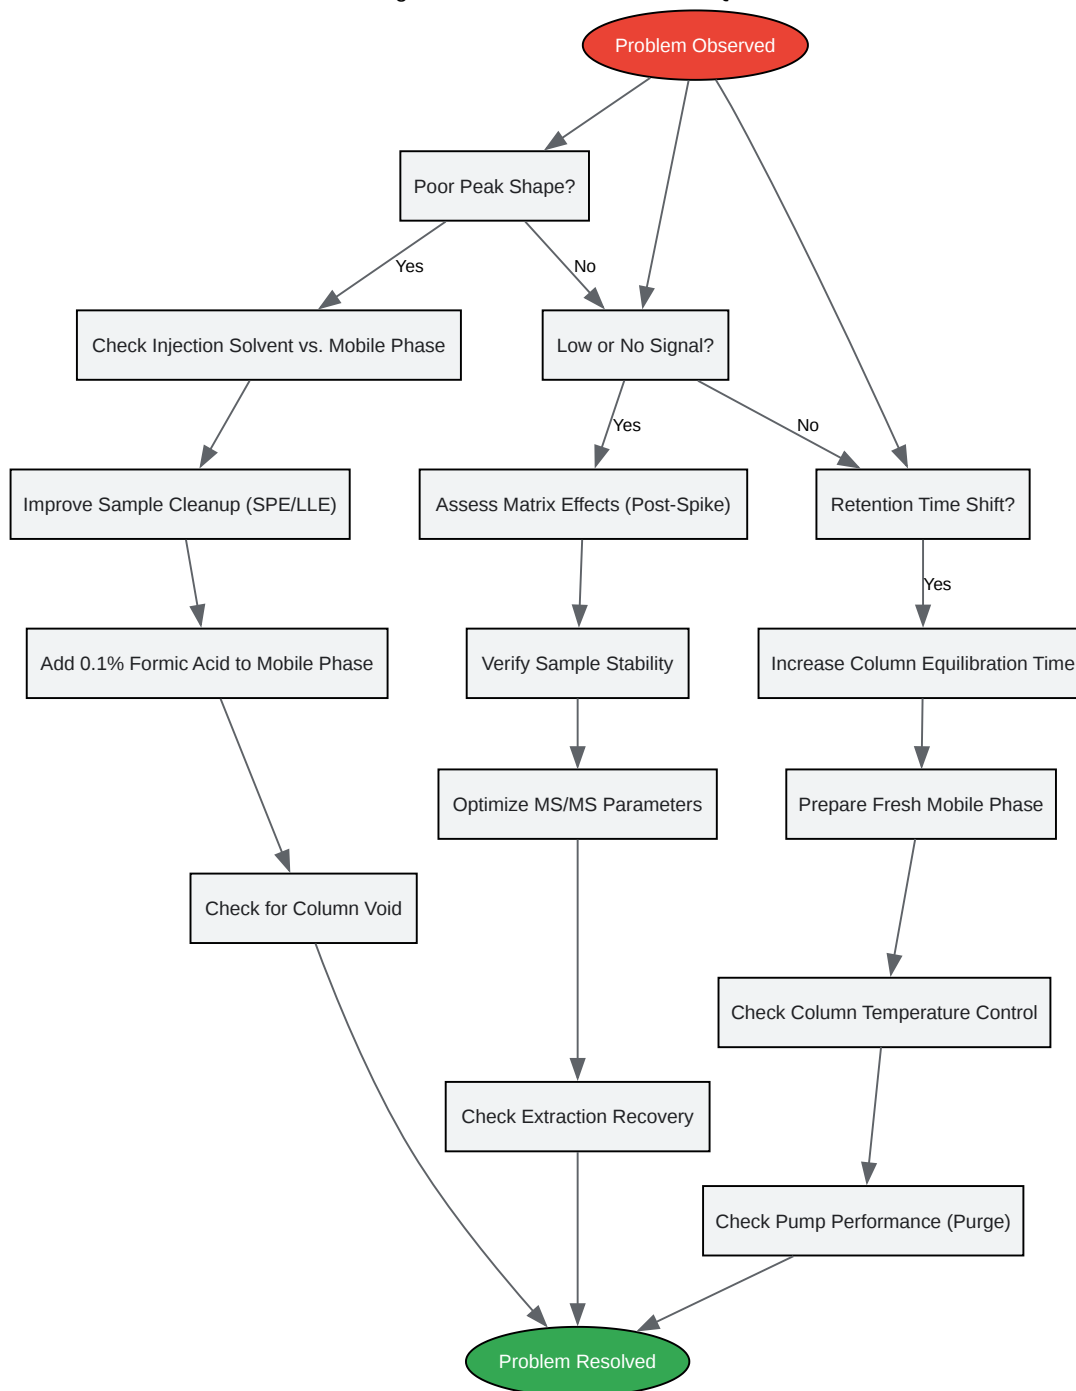 Problem Observed
Poor Peak Shape?
Yes
No
Check Injection Solvent vs. Mobile Phase
Low or No Signal?
Yes
No
Improve Sample Cleanup (SPE/LLE)
Assess Matrix Effects (Post-Spike)
Retention Time Shift?
Yes
Add 0.1% Formic Acid to Mobile Phase
Verify Sample Stability
Increase Column Equilibration Time
Optimize MS/MS Parameters
Prepare Fresh Mobile Phase
Check for Column Void
Check Column Temperature Control
Check Extraction Recovery
Check Pump Performance (Purge)
Problem Resolved